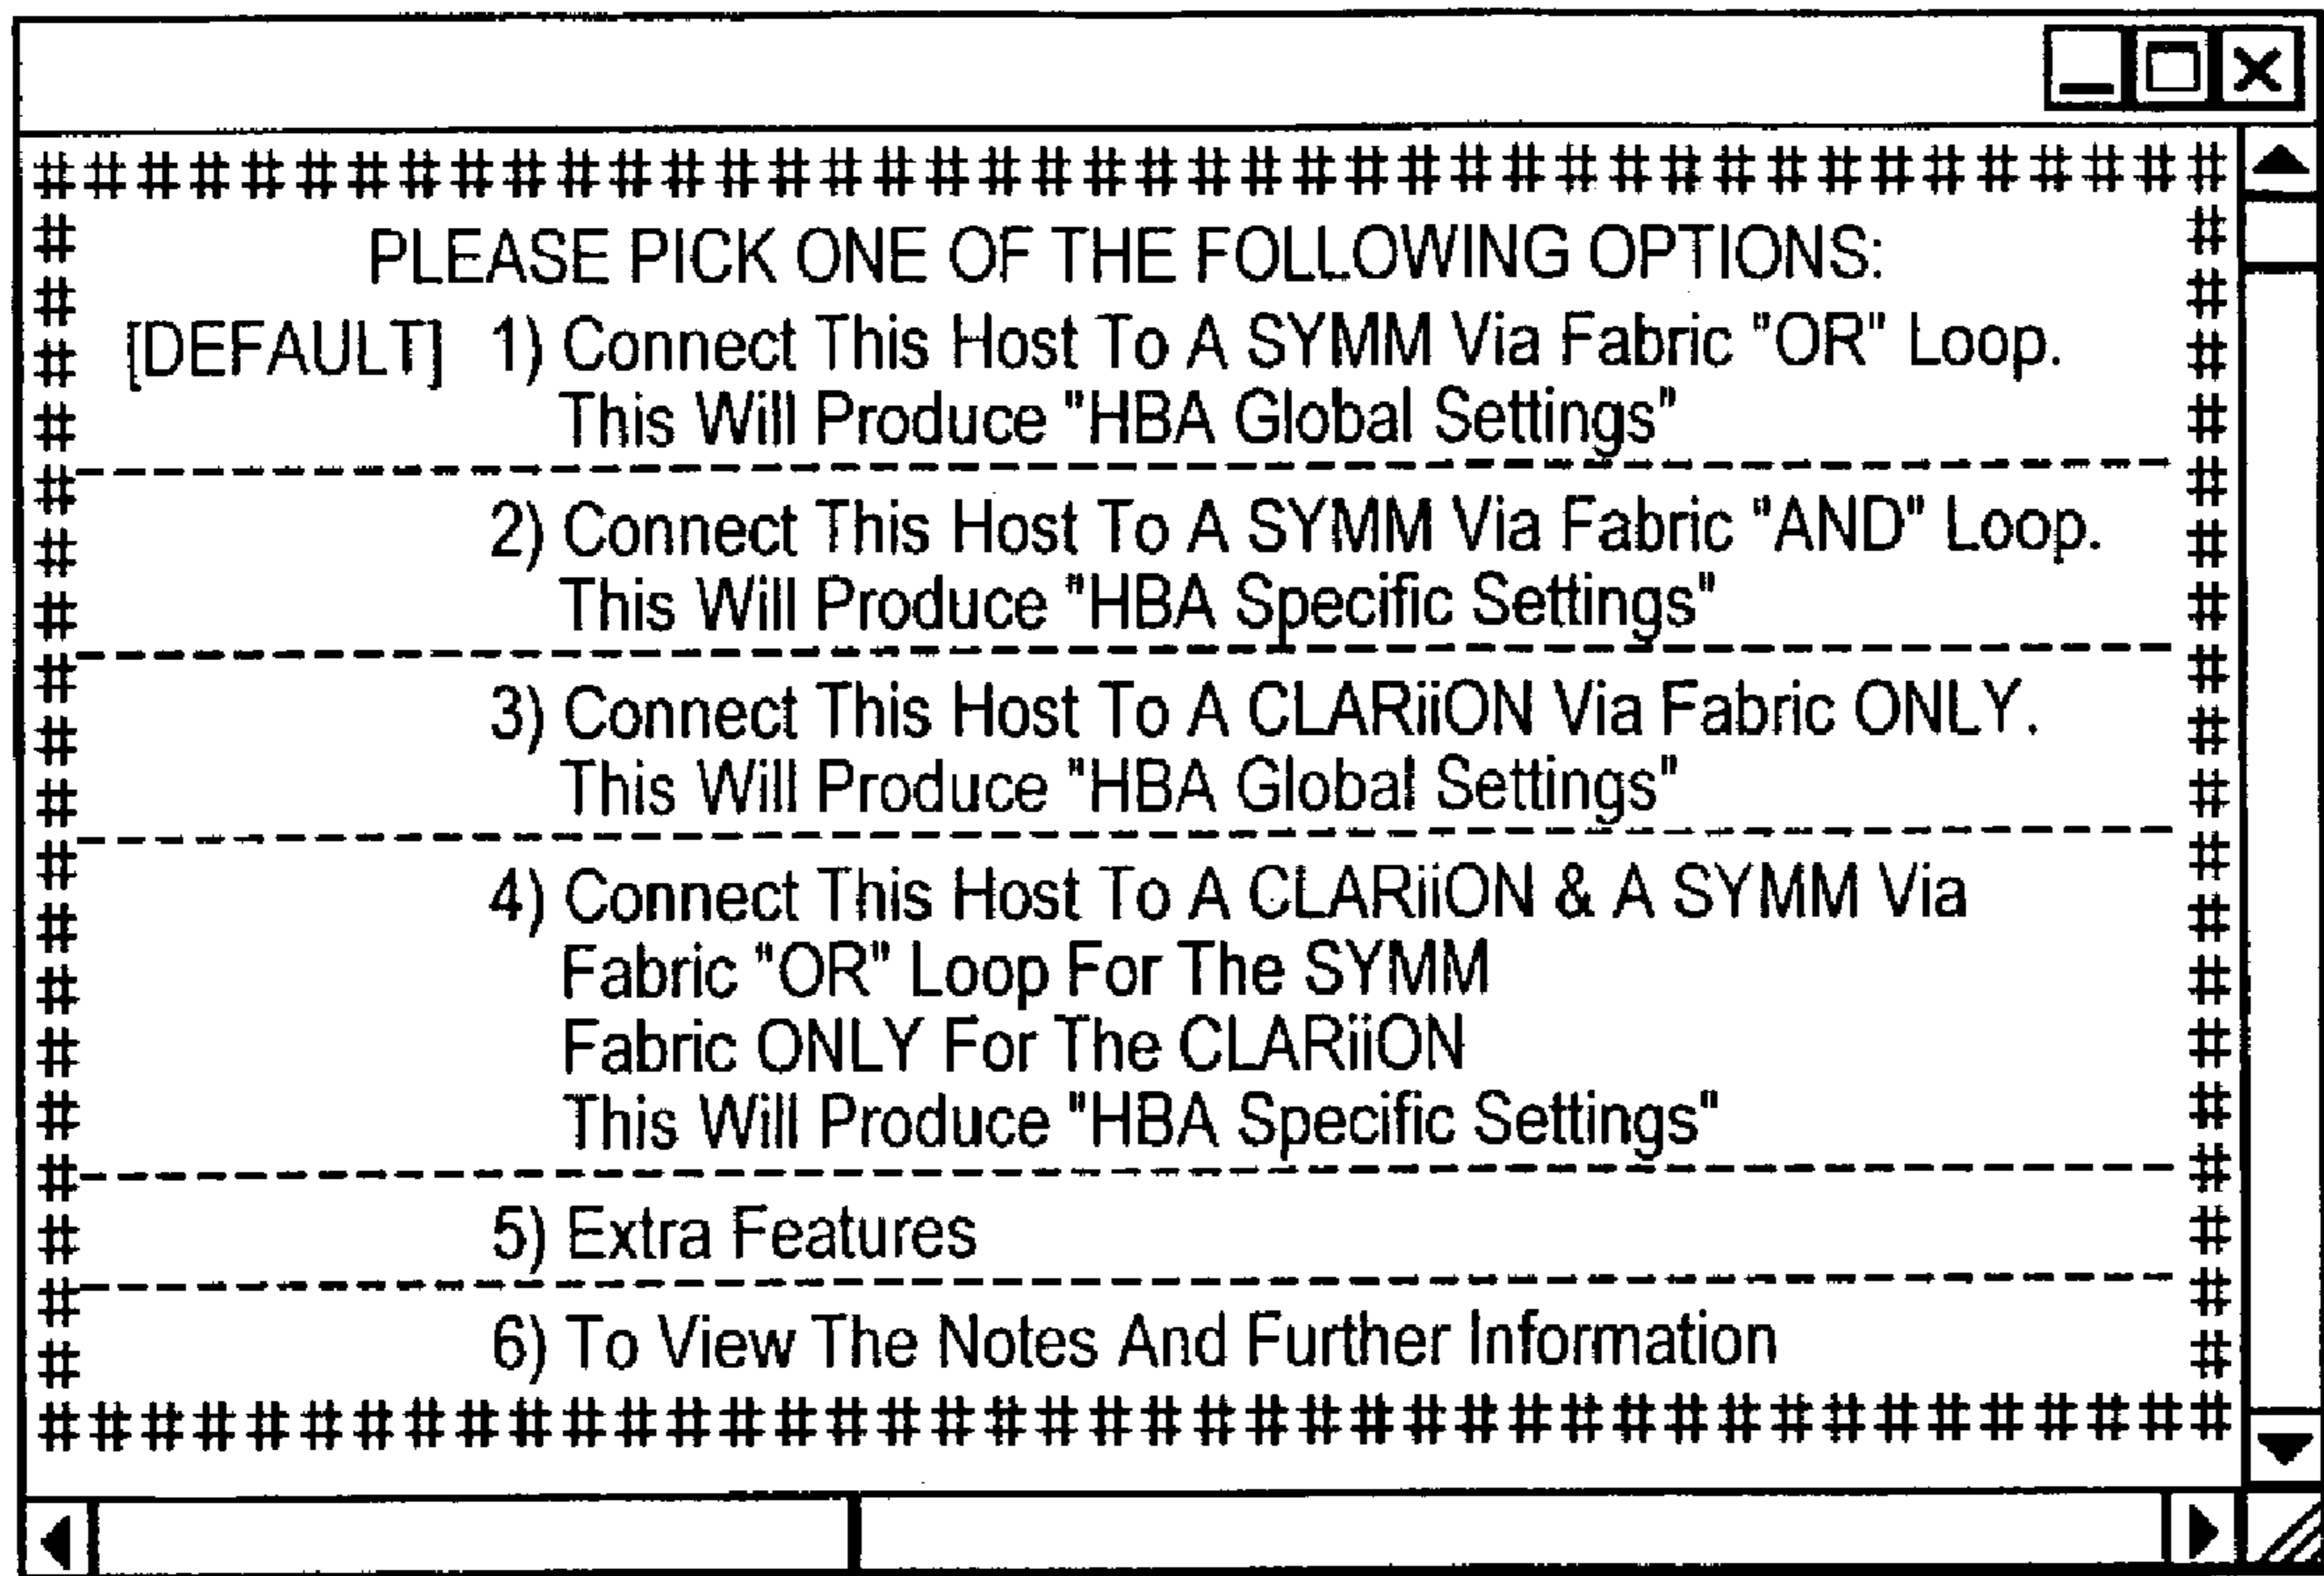 ##########################################
PLEASE PICK ONE OF THE FOLLOWING OPTIONS:
[DEFAULT] 1) Connect This Host To A SYMM Via Fabric "OR" Loop.
This Will Produce "HBA Global Settings"
----------------------------------------
2) Connect This Host To A SYMM Via Fabric "AND" Loop.
This Will Produce "HBA Specific Settings"
----------------------------------------
3) Connect This Host To A CLARiiON Via Fabric ONLY.
This Will Produce "HBA Global Settings"
----------------------------------------
4) Connect This Host To A CLARiiON & A SYMM Via
Fabric "OR" Loop For The SYMM
Fabric ONLY For The CLARiiON
This Will Produce "HBA Specific Settings"
----------------------------------------
5) Extra Features
----------------------------------------
6) To View The Notes And Further Information
##########################################